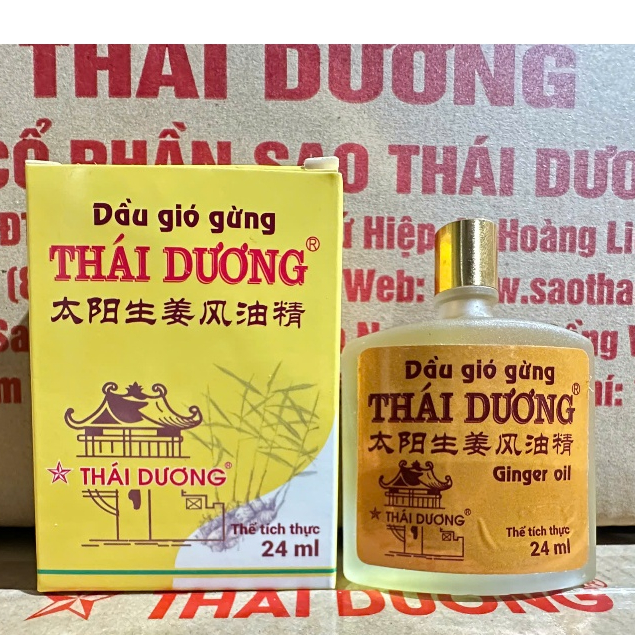 THÁI DƯƠNG
CỔ PHẦN SAO THÁI DƯƠ
Hiệp
Hoàng Li
Web:
w.saotha
Dầu gió gừng
THÁI DƯƠNG®
太阳生姜风油精
THÁI DƯƠNG®
Thể tích thực
24 ml
Dầu gió gừng
THÁI DƯƠNG®
太阳生姜风油精
Ginger oil
THÁI DƯƠNG®
Thể tích thực
24 ml
THÁI DƯƠNG®